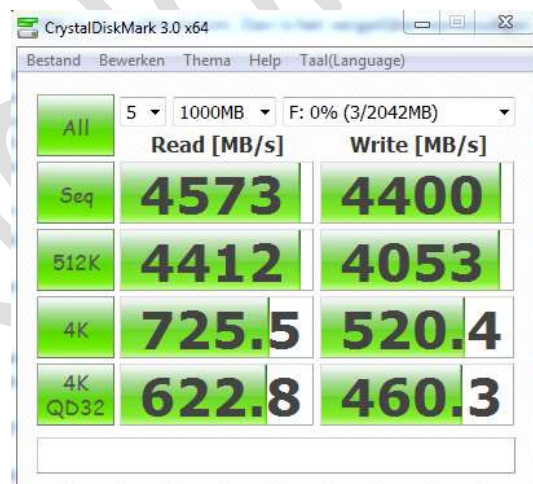 CrystalDiskMark 3.0 x64
Bestand Bewerken Thema Help Taal(Language)
All 5 1000MB F: 0% (3/2042MB)
Read [MB/s] Write [MB/s]
Seq 4573 4400
512K 4412 4053
4K 725.5 520.4
4K
QD32 622.8 460.3